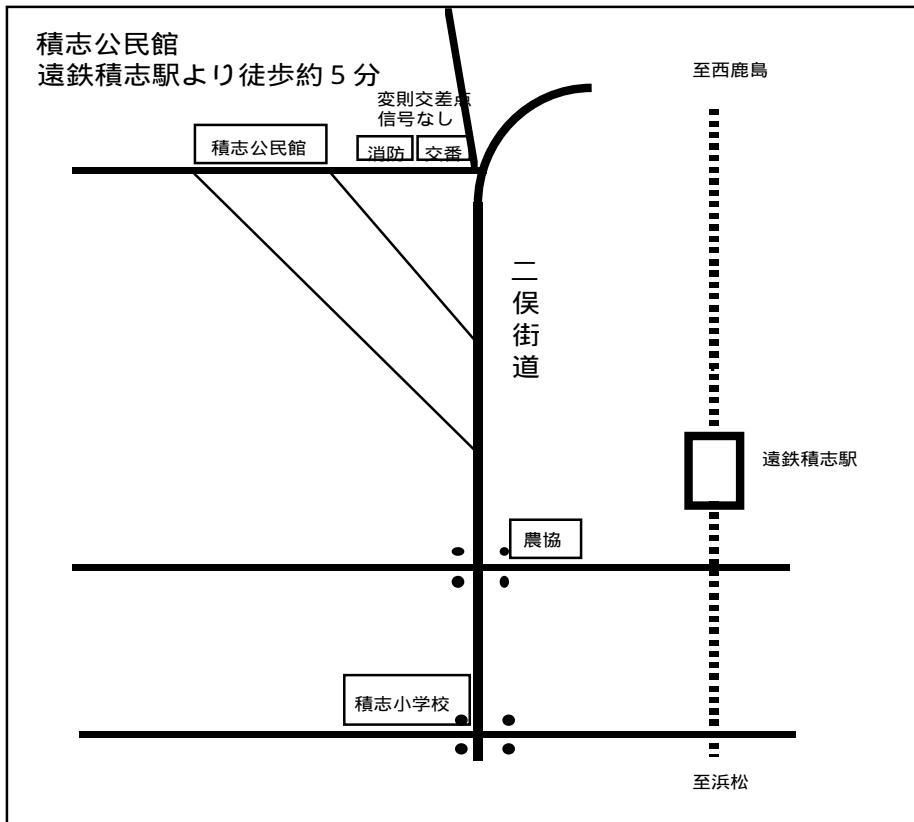 積志公民館
遠鉄積志駅より徒歩約５分
至西鹿島
変則交差点
信号なし
積志公民館
消防
交番
二俣街道
遠鉄積志駅
農協
積志小学校
至浜松